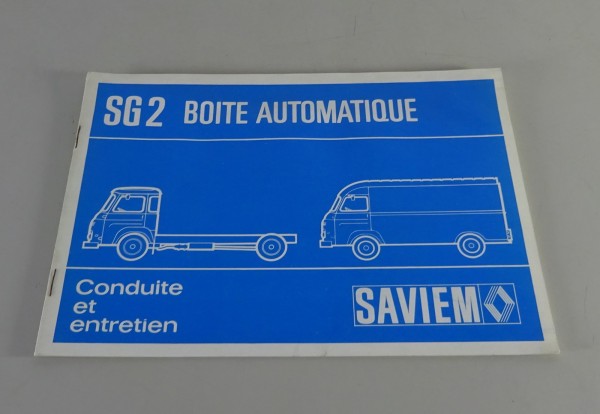 SG2 BOITE AUTOMATIQUE
Conduite
et
entretien
SAVIEM